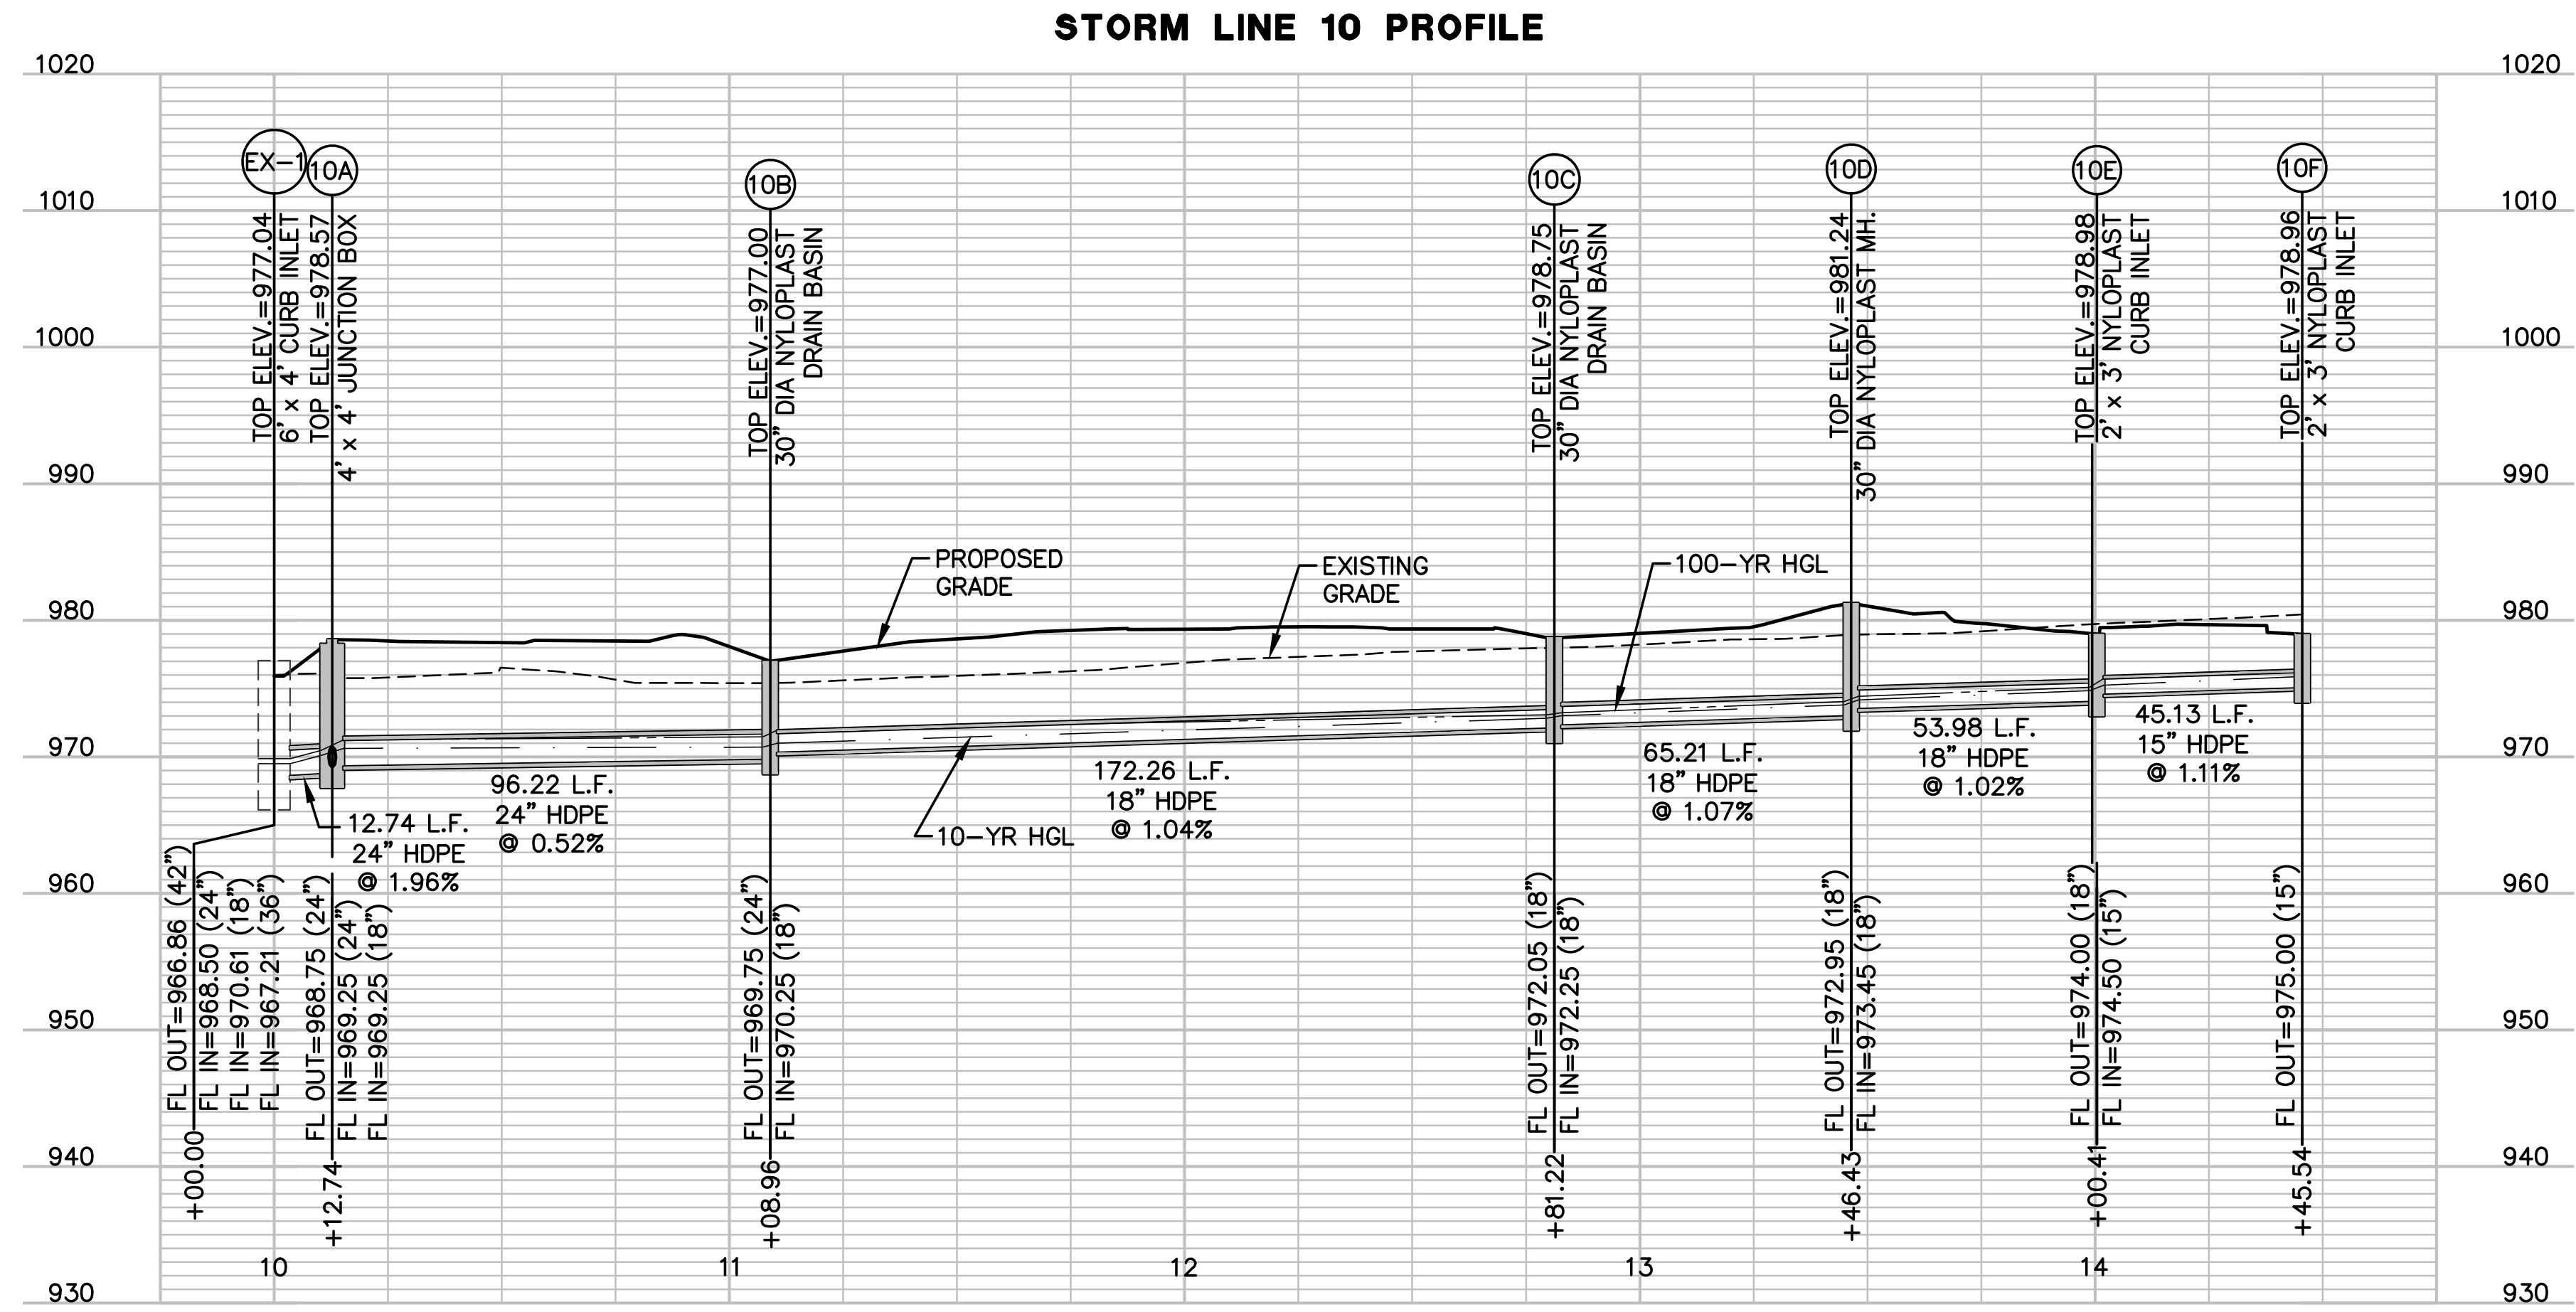 STORM LINE 10 PROFILE
1020
1020
1010
1010
1000
1000
990
990
980
980
970
970
960
960
950
950
940
940
930
930
EX-1
10A
10B
10C
10D
10E
10F
TOP ELEV.=977.04
6' x 4' CURB INLET
TOP ELEV.=978.57
4' x 4' JUNCTION BOX
TOP ELEV.=977.00
30" DIA NYLOPLAST
DRAIN BASIN
TOP ELEV.=978.75
30" DIA NYLOPLAST
DRAIN BASIN
TOP ELEV.=981.24
30" DIA NYLOPLAST MH.
TOP ELEV.=978.98
2' x 3' NYLOPLAST
CURB INLET
TOP ELEV.=978.96
2' x 3' NYLOPLAST
CURB INLET
PROPOSED
GRADE
EXISTING
GRADE
100-YR HGL
10-YR HGL
12.74 L.F.
24" HDPE
@ 1.96%
96.22 L.F.
24" HDPE
@ 0.52%
172.26 L.F.
18" HDPE
@ 1.04%
65.21 L.F.
18" HDPE
@ 1.07%
53.98 L.F.
18" HDPE
@ 1.02%
45.13 L.F.
15" HDPE
@ 1.11%
FL OUT=966.86 (42")
FL IN=968.50 (24")
FL IN=970.61 (18")
FL IN=967.21 (36")
FL OUT=968.75 (24")
FL IN=969.25 (24")
FL IN=969.25 (18")
FL OUT=969.75 (24")
FL IN=970.25 (18")
FL OUT=972.05 (18")
FL IN=972.25 (18")
FL OUT=972.95 (18")
FL IN=973.45 (18")
FL OUT=974.00 (18")
FL IN=974.50 (15")
FL OUT=975.00 (15")
+00.00
+12.74
+08.96
+81.22
+46.43
+00.41
+45.54
10
11
12
13
14